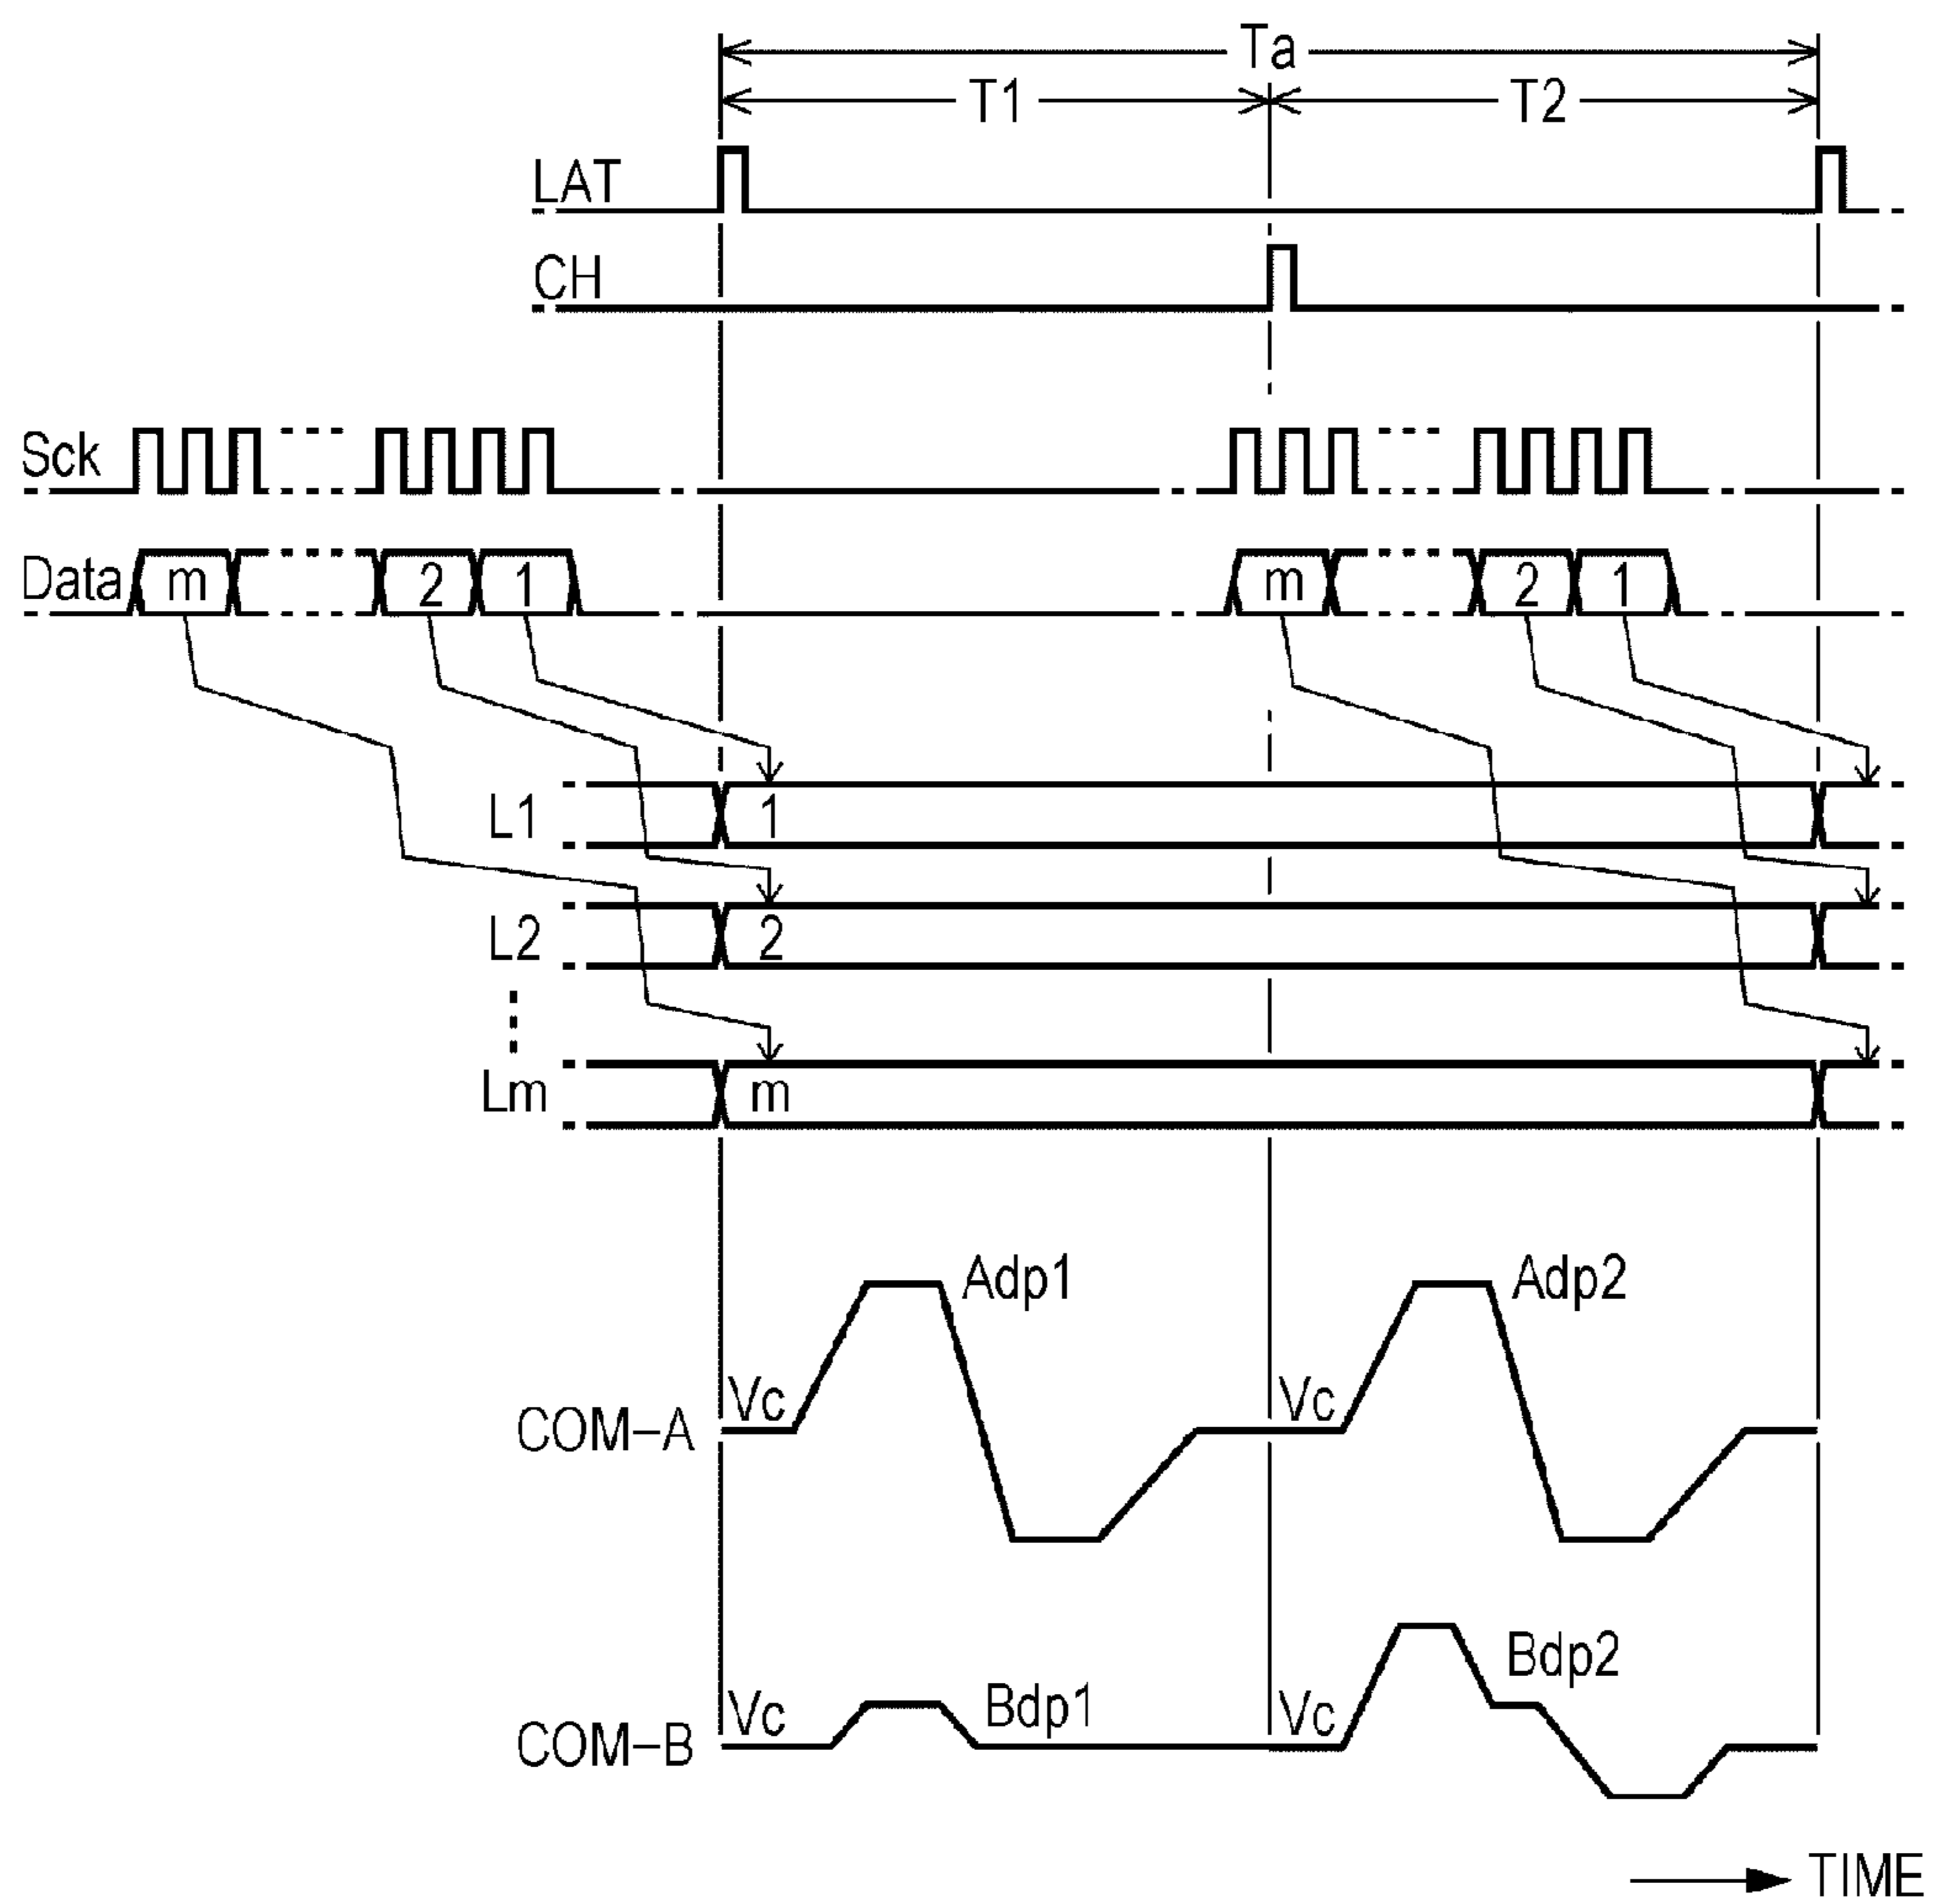 Ta
T1 T2
LAT
CH
Sck
Data m 2 1 m 2 1
L1 1
L2 2
Lm m
Adp1 Adp2
Vc Vc
COM-A
Bdp2
Bdp1
Vc Vc
COM-B
TIME